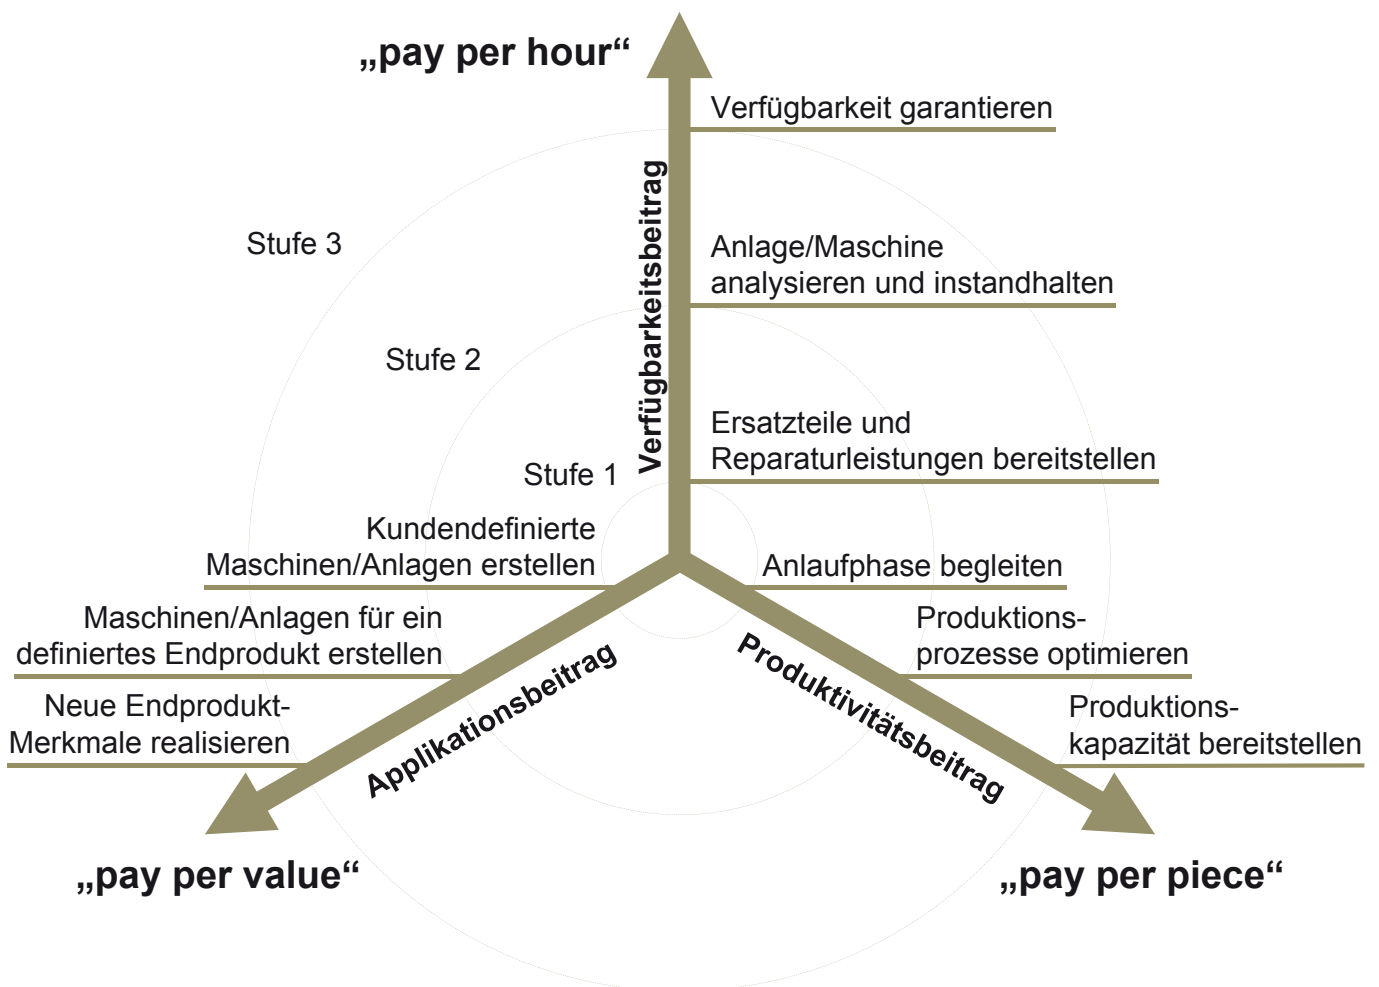 „pay per hour“
Verfügbarkeit garantieren
Verfügbarkeitsbeitrag
Stufe 3
Anlage/Maschine
analysieren und instandhalten
Stufe 2
Ersatzteile und
Reparaturleistungen bereitstellen
Stufe 1
Kundendefinierte
Maschinen/Anlagen erstellen
Anlaufphase begleiten
Maschinen/Anlagen für ein
definiertes Endprodukt erstellen
Produktions-
prozesse optimieren
Neue Endprodukt-
Merkmale realisieren
Applikationsbeitrag
Produktivitätsbeitrag
Produktions-
kapazität bereitstellen
„pay per value“
„pay per piece“